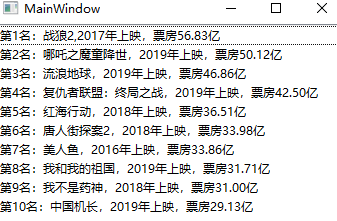 MainWindow
第1名：战狼2,2017年上映，票房56.83亿
第2名：哪吒之魔童降世，2019年上映，票房50.12亿
第3名：流浪地球，2019年上映，票房46.86亿
第4名：复仇者联盟：终局之战，2019年上映，票房42.50亿
第5名：红海行动，2018年上映，票房36.51亿
第6名：唐人街探案2，2018年上映，票房33.98亿
第7名：美人鱼，2016年上映，票房33.86亿
第8名：我和我的祖国，2019年上映，票房31.71亿
第9名：我不是药神，2018年上映，票房31.00亿
第10名：中国机长，2019年上映，票房29.13亿